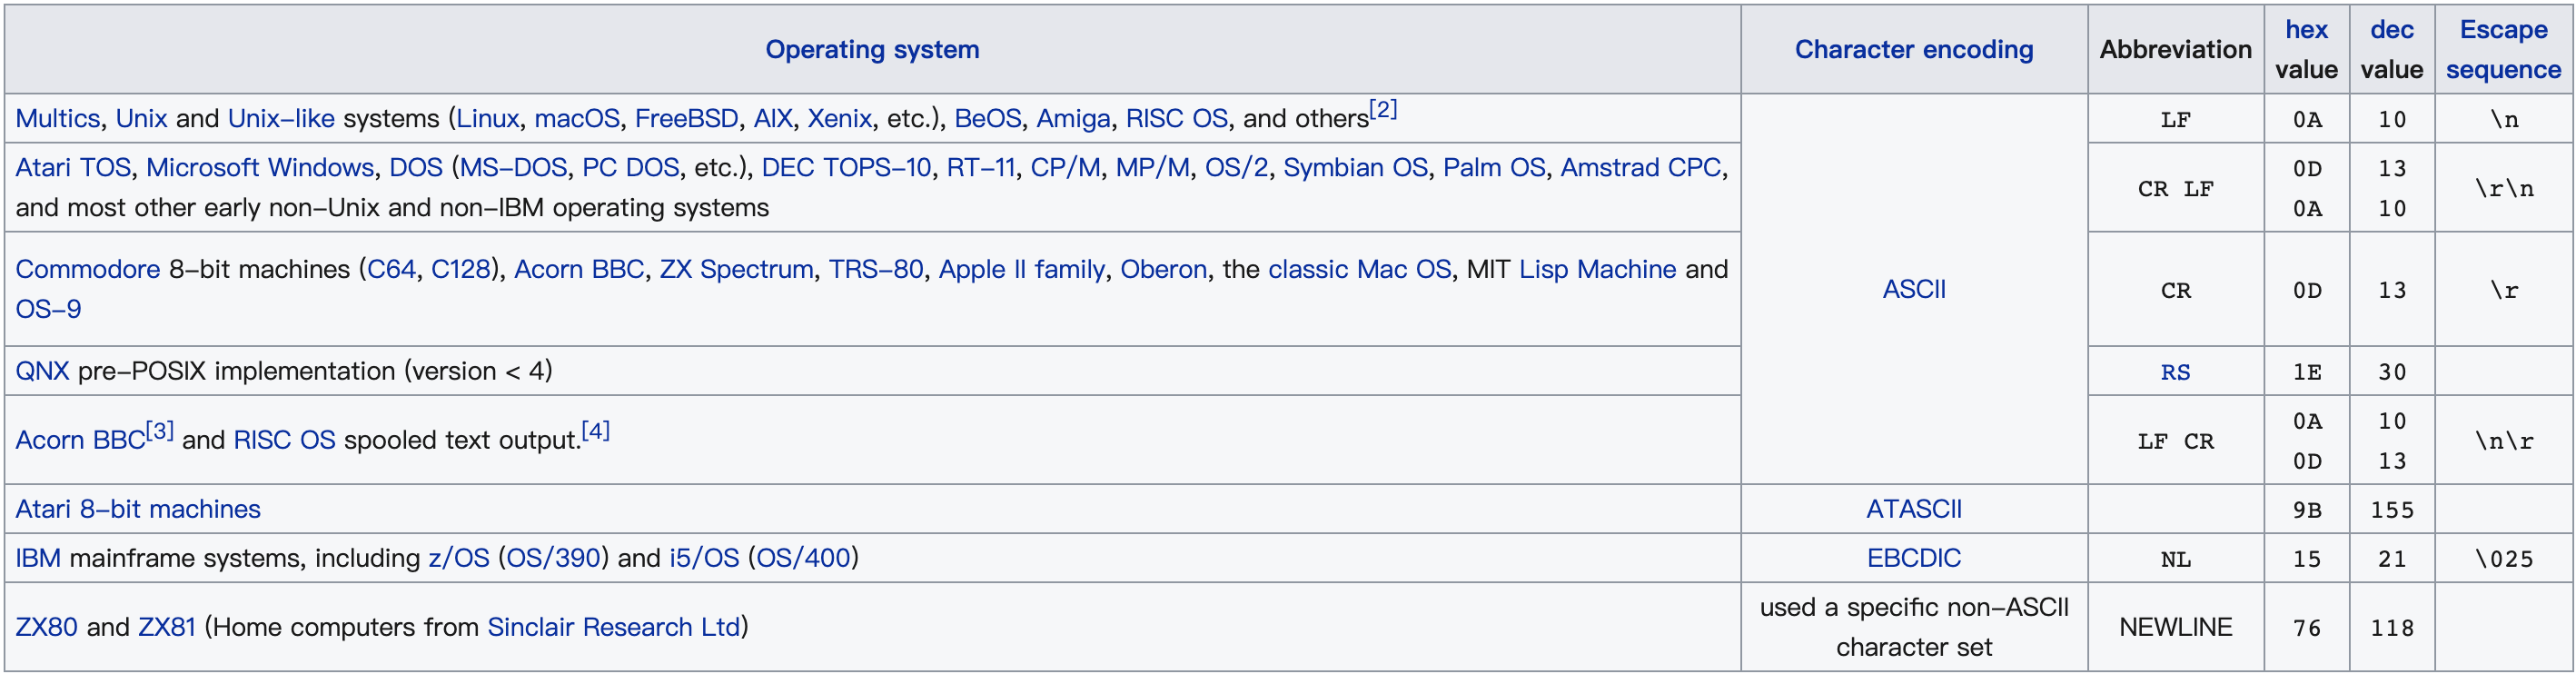 Operating system Character encoding Abbreviation hex value dec value Escape sequence
Multics, Unix and Unix-like systems (Linux, macOS, FreeBSD, AIX, Xenix, etc.), BeOS, Amiga, RISC OS, and others[2] LF 0A 10 \n
Atari TOS, Microsoft Windows, DOS (MS-DOS, PC DOS, etc.), DEC TOPS-10, RT-11, CP/M, MP/M, OS/2, Symbian OS, Palm OS, Amstrad CPC,
and most other early non-Unix and non-IBM operating systems
CR LF
0D 13
0A 10
\r\n
Commodore 8-bit machines (C64, C128), Acorn BBC, ZX Spectrum, TRS-80, Apple II family, Oberon, the classic Mac OS, MIT Lisp Machine and
OS-9
ASCII CR 0D 13 \r
QNX pre-POSIX implementation (version < 4) RS 1E 30
Acorn BBC[3] and RISC OS spooled text output.[4] LF CR
0A 10
0D 13
\n\r
Atari 8-bit machines ATASCII 9B 155
IBM mainframe systems, including z/OS (OS/390) and i5/OS (OS/400) EBCDIC NL 15 21 \025
ZX80 and ZX81 (Home computers from Sinclair Research Ltd)
used a specific non-ASCII
character set
NEWLINE 76 118